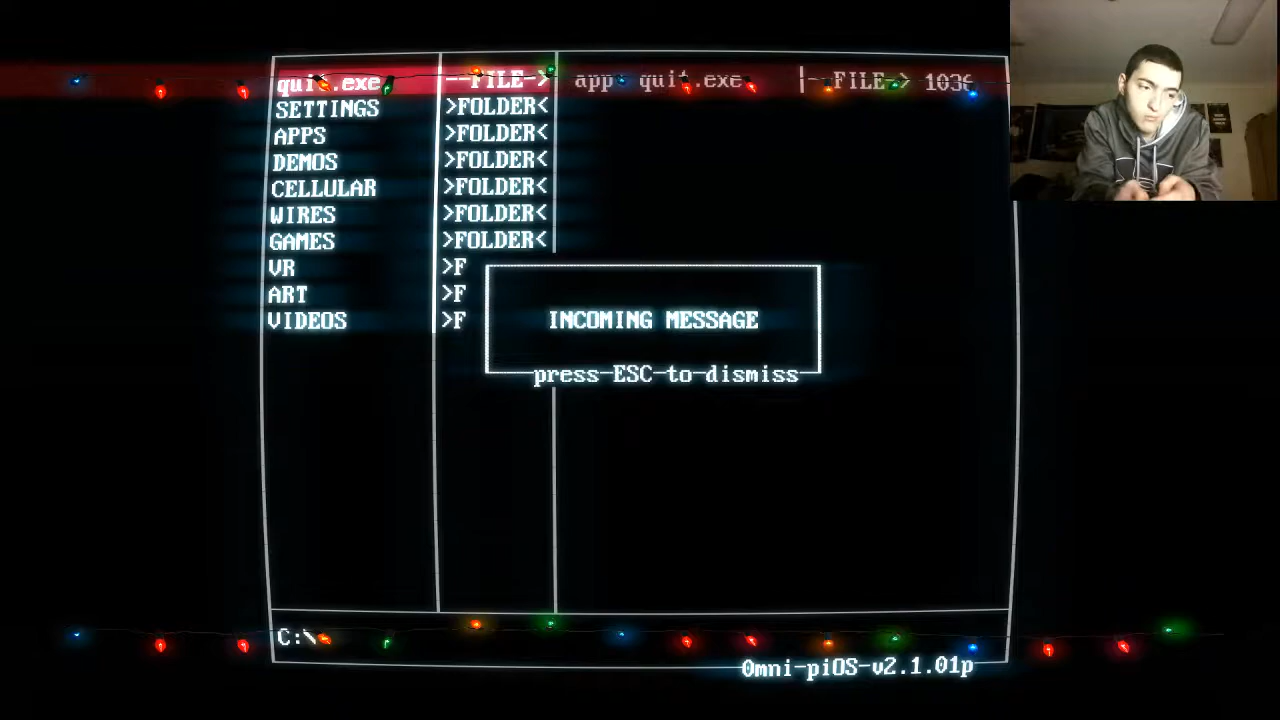 quit.exe --FILE-> app quit.exe |--FILE-> 1036
SETTINGS >FOLDER<
APPS >FOLDER<
DEMOS >FOLDER<
CELLULAR >FOLDER<
WIRES >FOLDER<
GAMES >FOLDER<
VR >F
ART >F
VIDEOS >F
INCOMING MESSAGE
press-ESC-to-dismiss
C:\
0mni-piOS-v2.1.01p